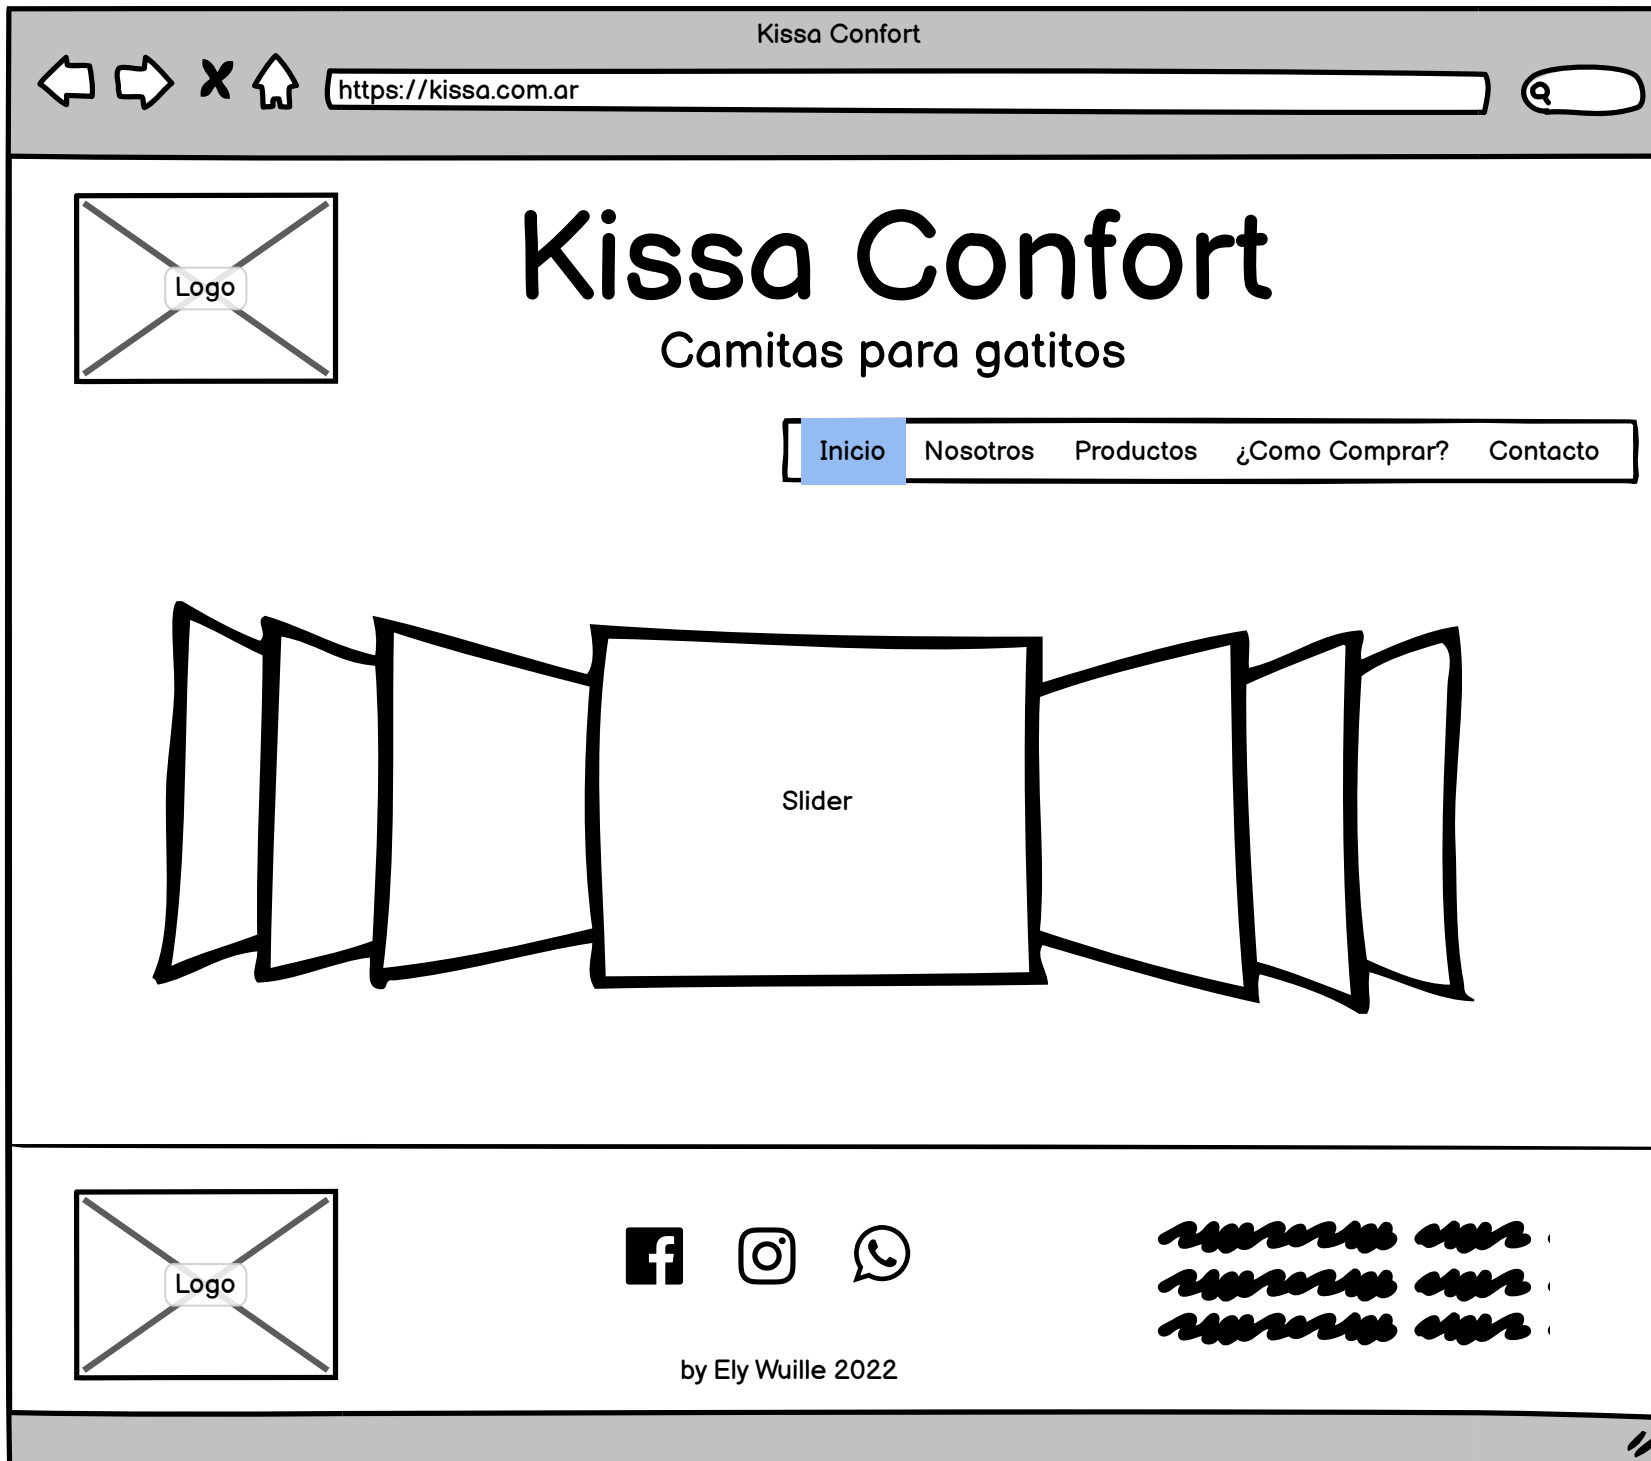 Kissa Confort
https://kissa.com.ar
Logo
Kissa Confort
Camitas para gatitos
Inicio Nosotros Productos ¿Como Comprar? Contacto
Slider
Logo
by Ely Wuille 2022